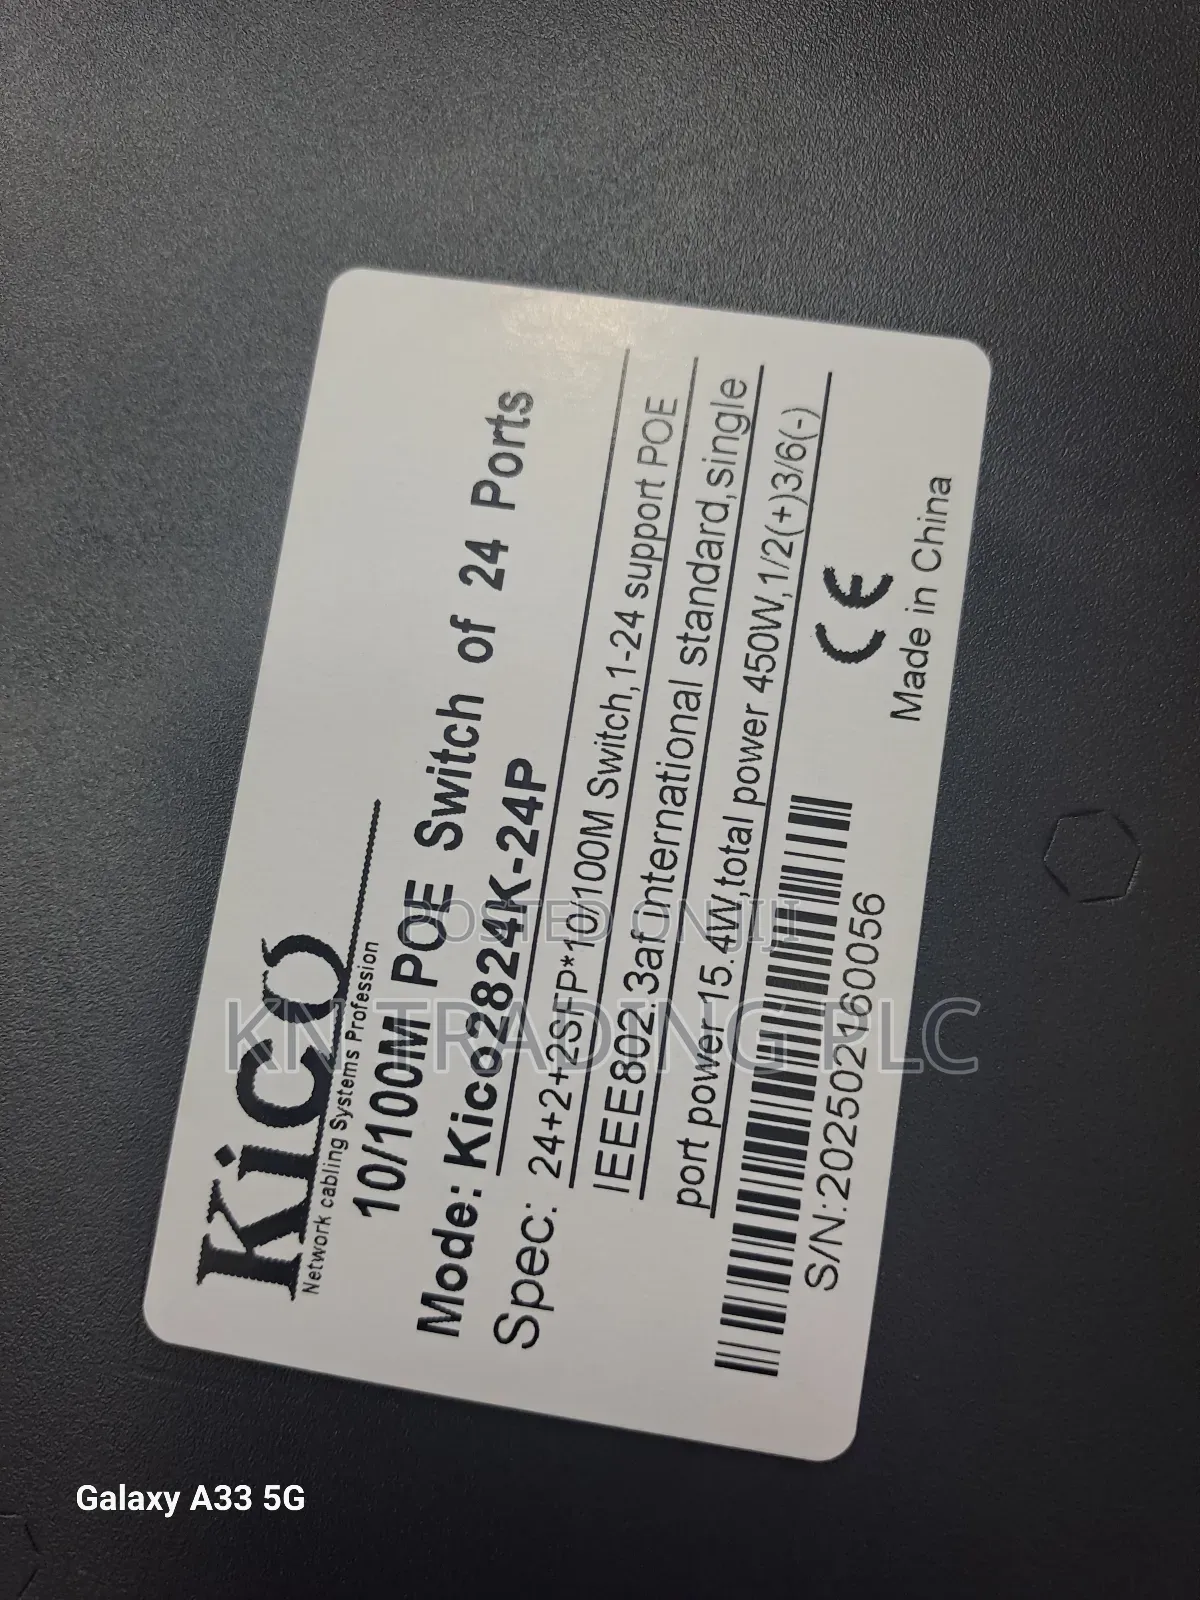 Kico
Network cabling Systems Profession
10/100M POE Switch of 24 Ports
Mode: Kico2824K-24P
Spec: 24+2+2SFP*10/100M Switch,1-24 support POE
IEEE802.3af international standard,single
port power 15.4W,total power 450W,1/2(+)3/6(-)
S/N:202502160056
CE
Made in China
POSTED ON JIJI
KN TRADING PLC
Galaxy A33 5G